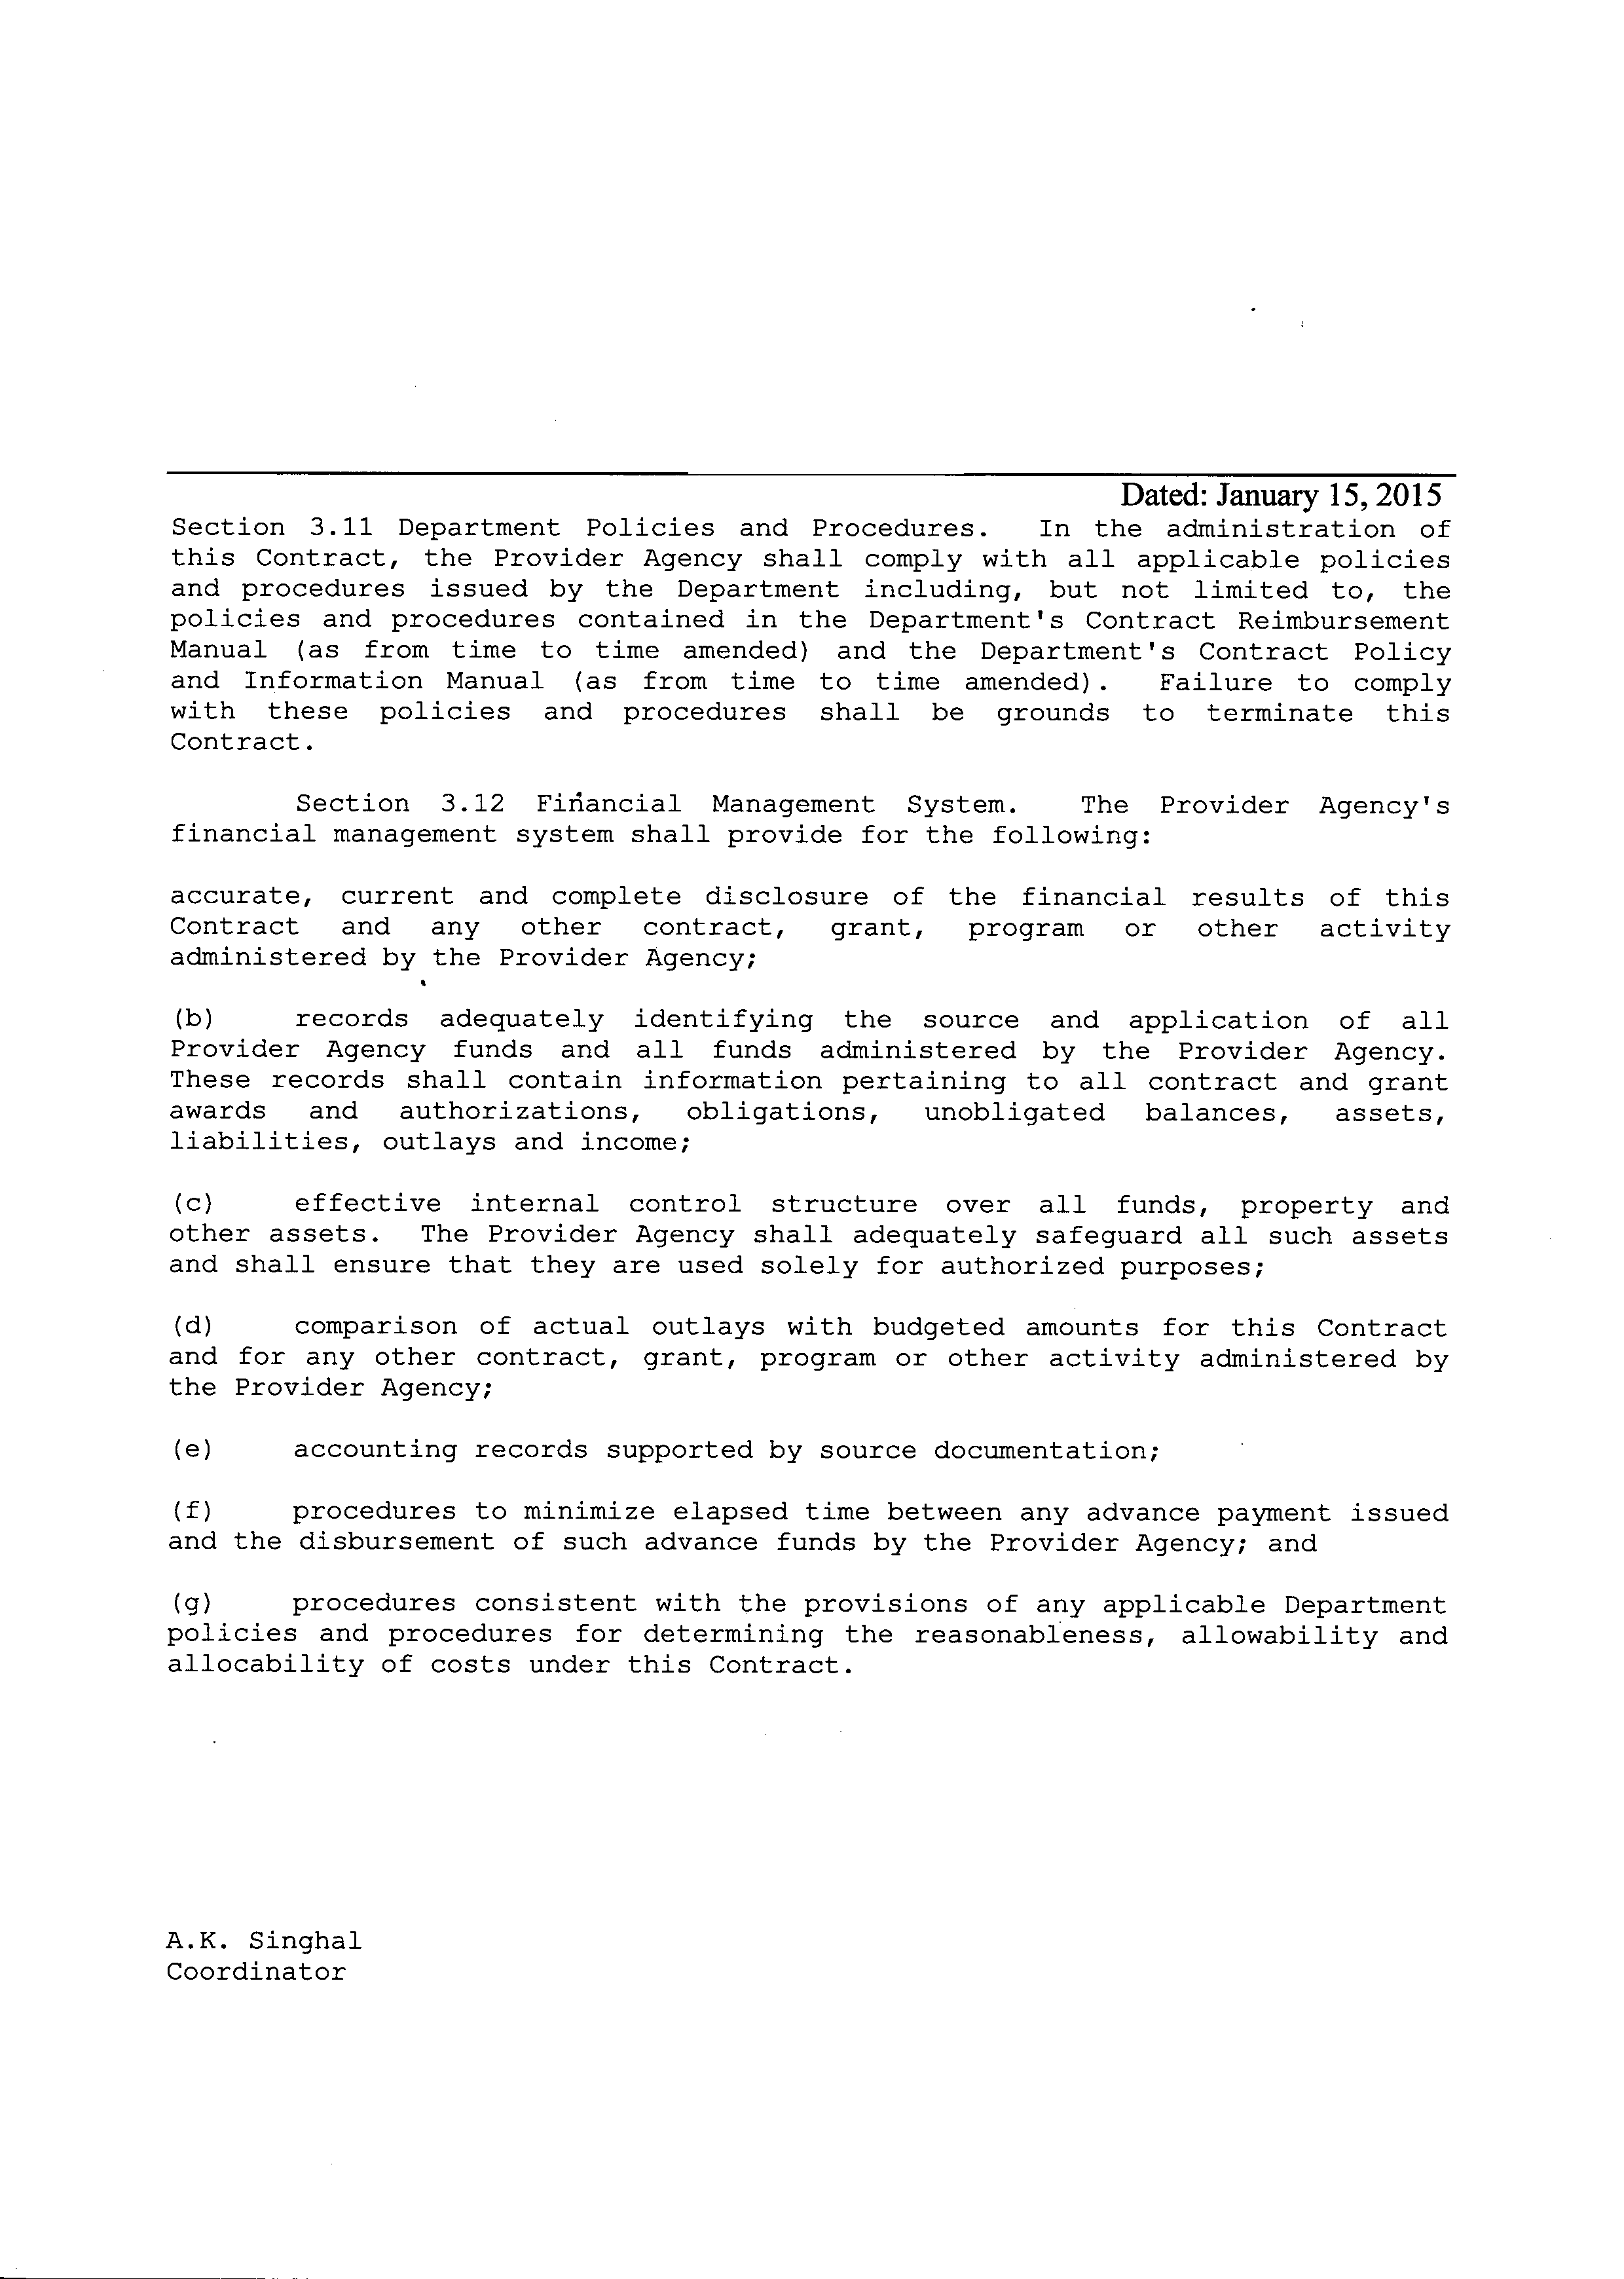 Dated: January 15, 2015
Section 3.11 Department Policies and Procedures. In the administration of
this Contract, the Provider Agency shall comply with all applicable policies
and procedures issued by the Department including, but not limited to, the
policies and procedures contained in the Department's Contract Reimbursement
Manual (as from time to time amended) and the Department's Contract Policy
and Information Manual (as from time to time amended). Failure to comply
with these policies and procedures shall be grounds to terminate this
Contract.
Section 3.12 Financial Management System. The Provider Agency's
financial management system shall provide for the following:
accurate, current and complete disclosure of the financial results of this
Contract and any other contract, grant, program or other activity
administered by the Provider Agency;
(b) records adequately identifying the source and application of all
Provider Agency funds and all funds administered by the Provider Agency.
These records shall contain information pertaining to all contract and grant
awards and authorizations, obligations, unobligated balances, assets,
liabilities, outlays and income;
(c) effective internal control structure over all funds, property and
other assets. The Provider Agency shall adequately safeguard all such assets
and shall ensure that they are used solely for authorized purposes;
(d) comparison of actual outlays with budgeted amounts for this Contract
and for any other contract, grant, program or other activity administered by
the Provider Agency;
(e) accounting records supported by source documentation;
(f) procedures to minimize elapsed time between any advance payment issued
and the disbursement of such advance funds by the Provider Agency; and
(g) procedures consistent with the provisions of any applicable Department
policies and procedures for determining the reasonableness, allowability and
allocability of costs under this Contract.
A.K. Singhal
Coordinator